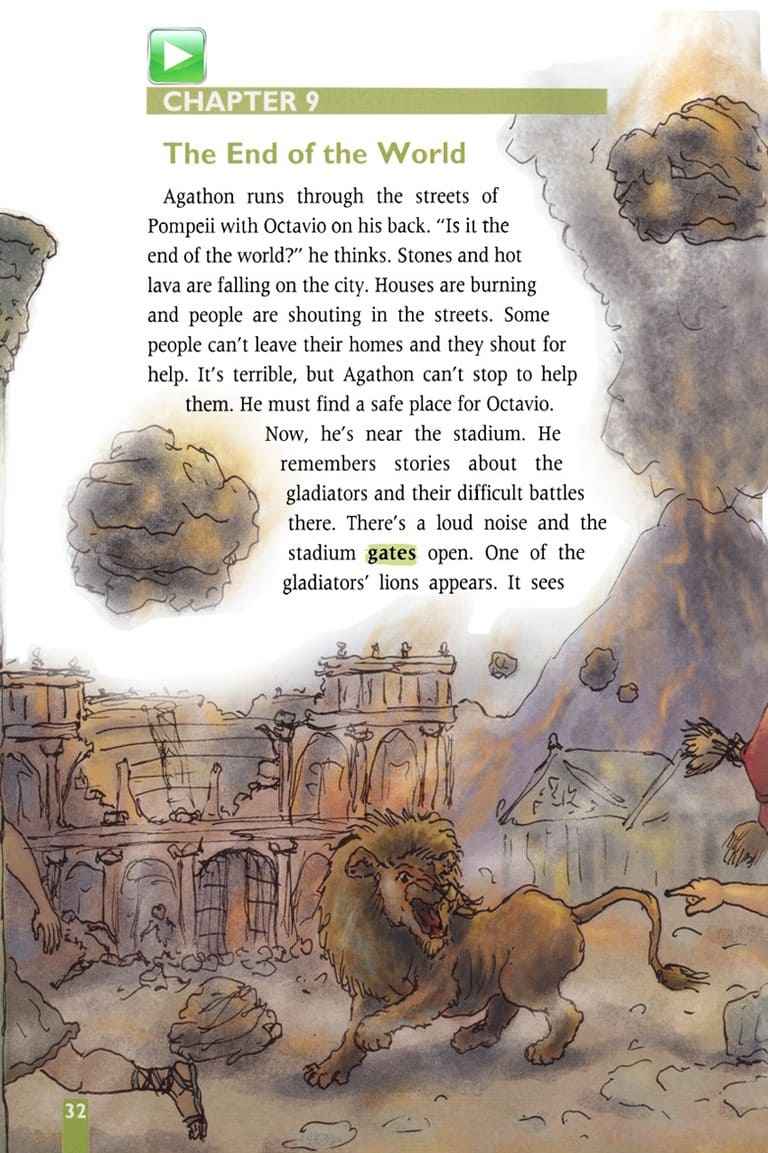 CHAPTER 9
The End of the World
Agathon runs through the streets of
Pompeii with Octavio on his back. “Is it the
end of the world?” he thinks. Stones and hot
lava are falling on the city. Houses are burning
and people are shouting in the streets. Some
people can’t leave their homes and they shout for
help. It’s terrible, but Agathon can’t stop to help
them. He must find a safe place for Octavio.
Now, he’s near the stadium. He
remembers stories about the
gladiators and their difficult battles
there. There’s a loud noise and the
stadium gates open. One of the
gladiators’ lions appears. It sees
32